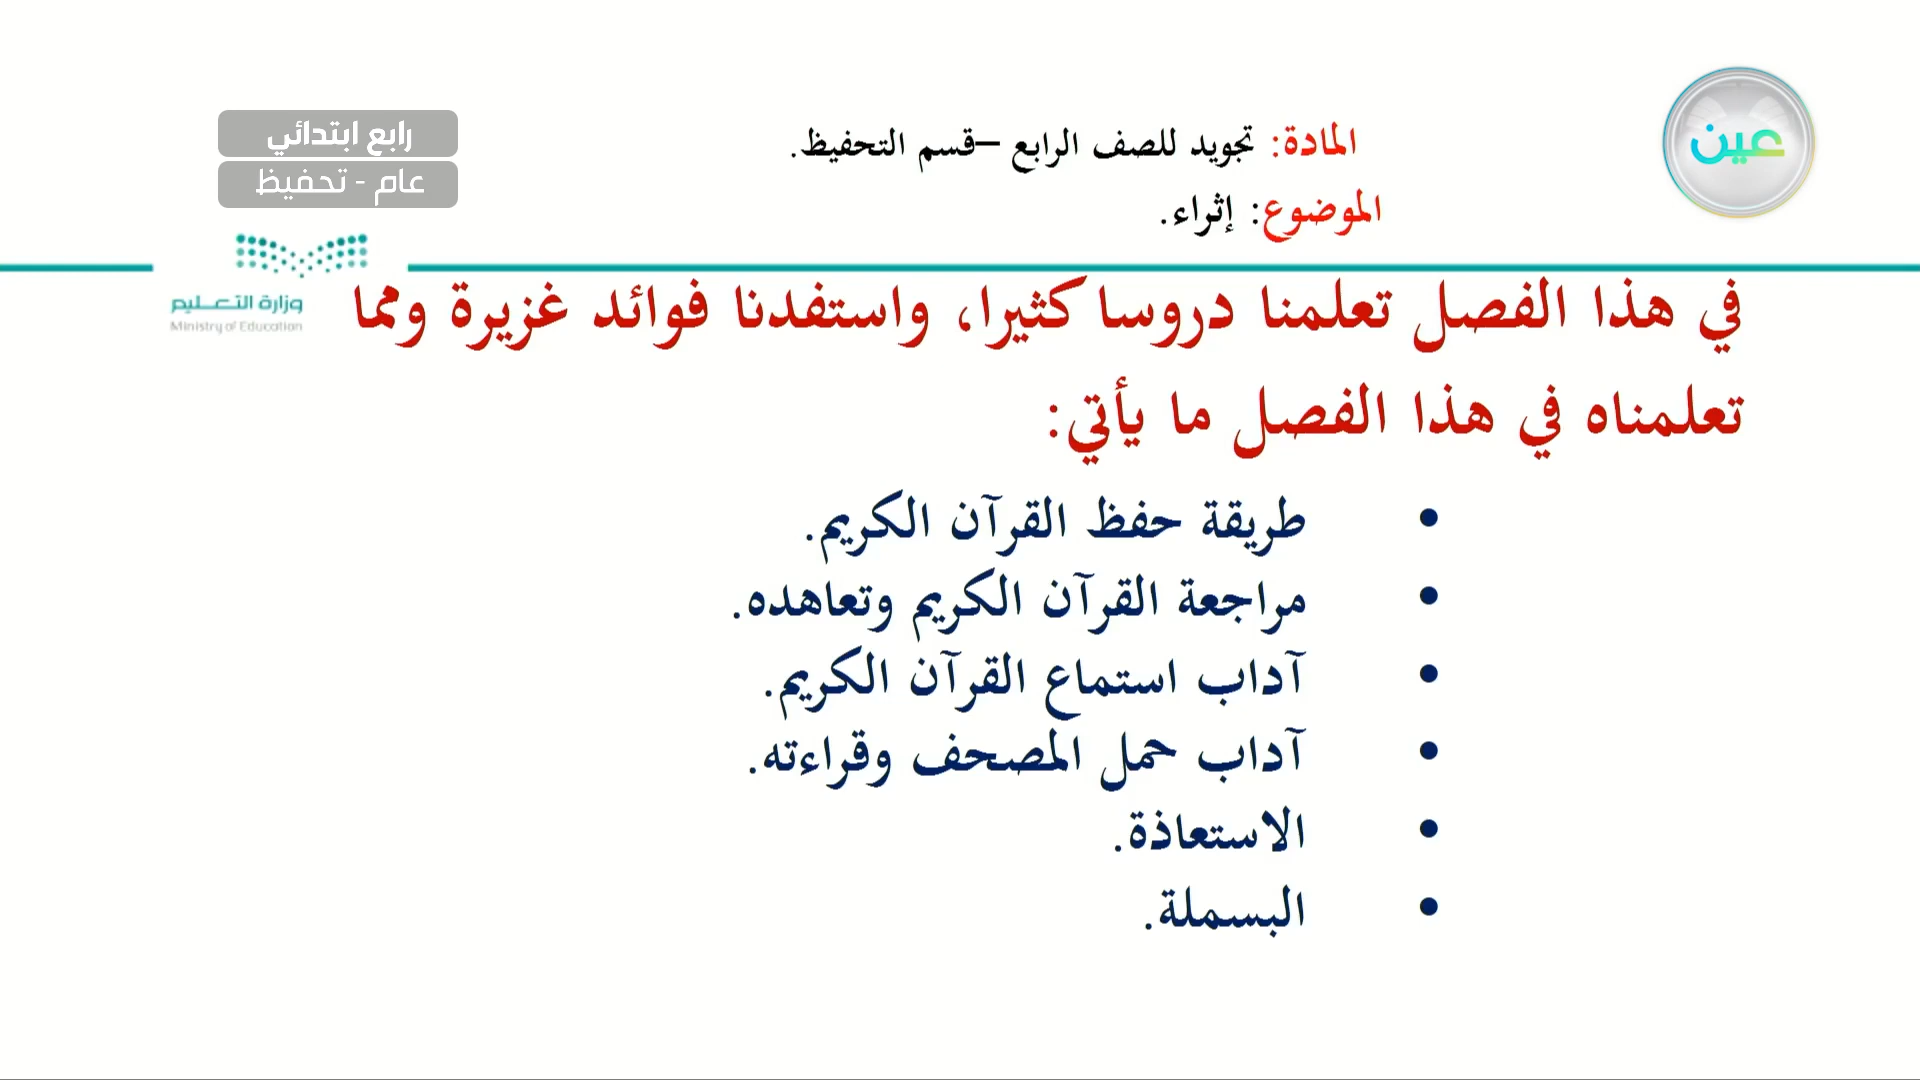 عين
رابع ابتدائي
عام - تحفيظ
المادة: تجويد للصف الرابع –قسم التحفيظ.
الموضوع: إثراء.
وزارة التعليم
Ministry of Education
في هذا الفصل تعلمنا دروسا كثيرا، واستفدنا فوائد غزيرة ومما
تعلمناه في هذا الفصل ما يأتي:
• طريقة حفظ القرآن الكريم.
• مراجعة القرآن الكريم وتعاهده.
• آداب استماع القرآن الكريم.
• آداب حمل المصحف وقراءته.
• الاستعاذة.
• البسملة.